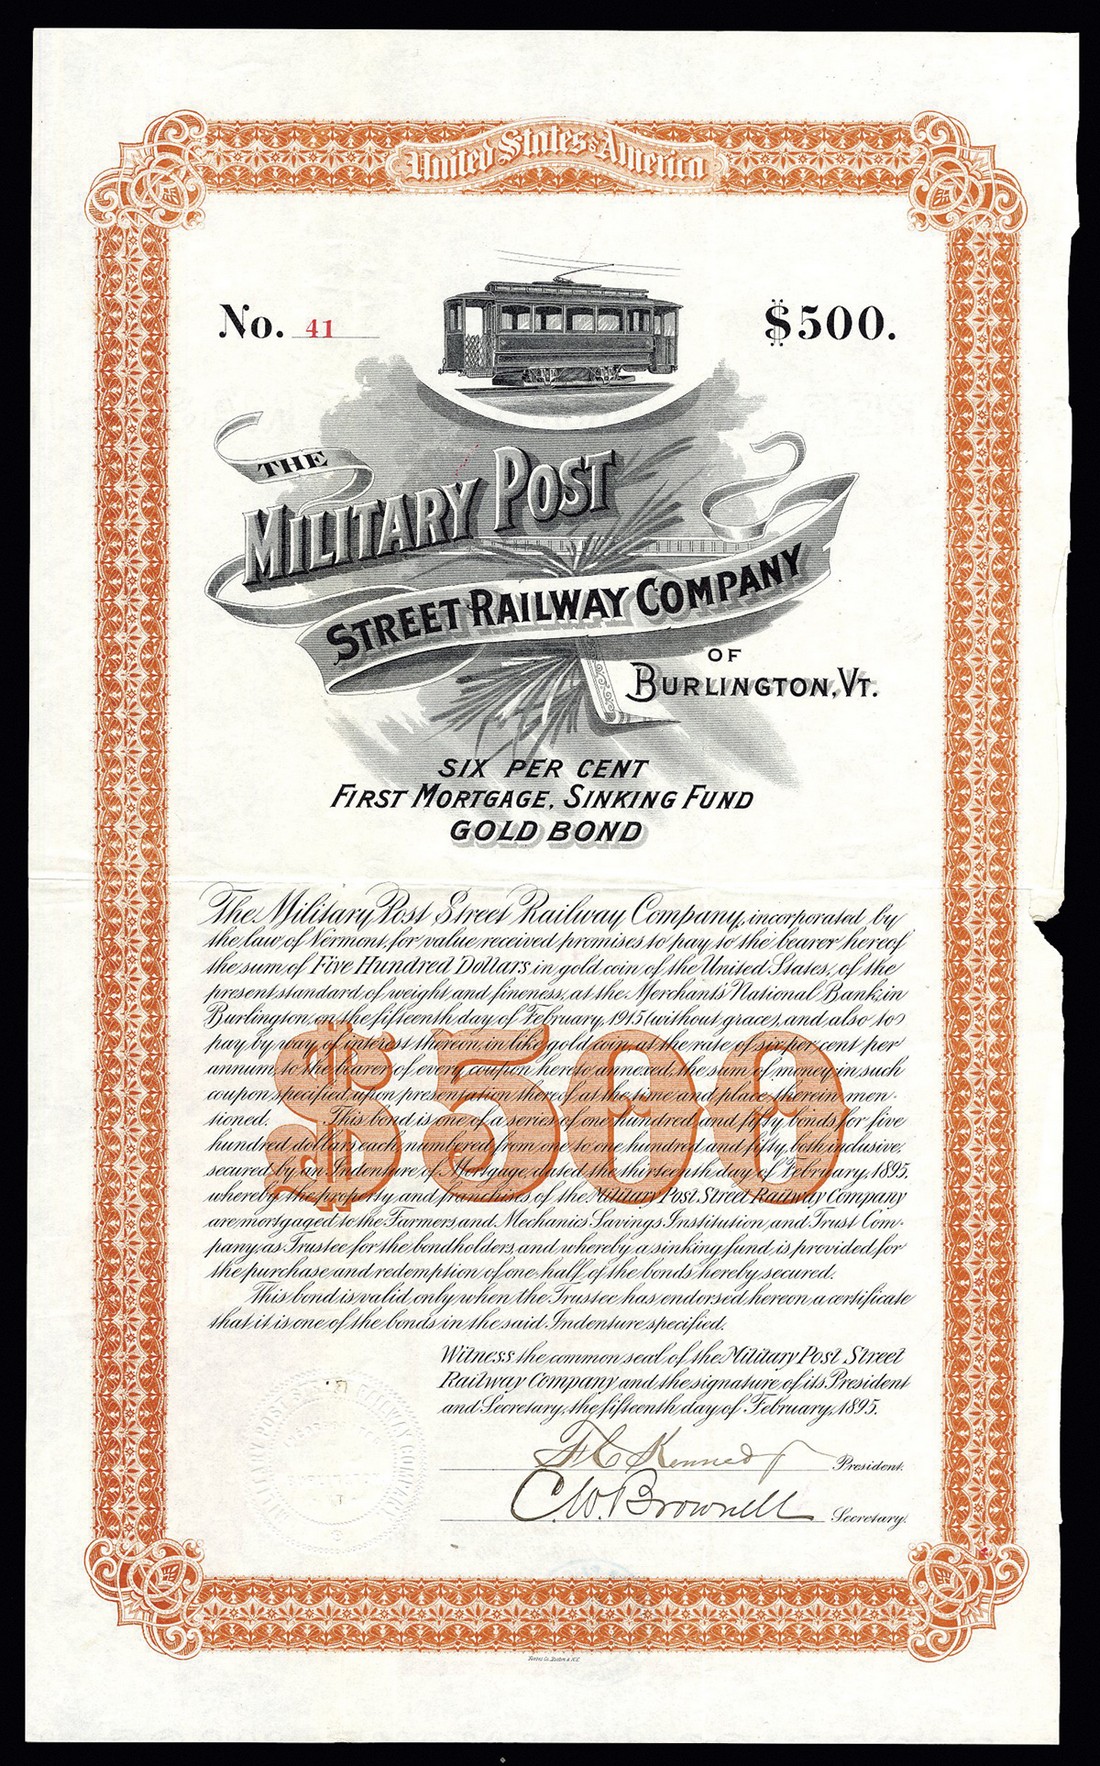 United States of America
No. 41
$500.
THE
MILITARY POST
STREET RAILWAY COMPANY
OF
BURLINGTON, VT.
SIX PER CENT
FIRST MORTGAGE, SINKING FUND
GOLD BOND
The Military Post Street Railway Company, incorporated by
the law of Vermont, for value received promises to pay to the bearer hereof
the sum of Five Hundred Dollars in gold coin of the United States, of the
present standard of weight and fineness, at the Merchants National Bank, in
Burlington, on the fifteenth day of February, 1915 (without grace), and also to
pay by way of interest thereon, in like gold coin, at the rate of six per cent per
annum, to the bearer of every coupon hereto annexed, the sum of money in such
coupon specified upon presentation thereof, at the time and place therein men-
tioned. This bond is one of a series of one hundred and fifty bonds for five
hundred dollars each numbered from one to one hundred and fifty, both inclusive,
secured by an Indenture of Mortgage, dated the thirteenth day of February, 1895,
whereby the property and franchises of the Military Post Street Railway Company
are mortgaged to the Farmers and Mechanics Savings Institution and Trust Com-
pany, as Trustee for the bondholders, and whereby a sinking fund is provided for
the purchase and redemption of one half of the bonds hereby secured.
This bond is valid only when the Trustee has endorsed hereon a certificate
that it is one of the bonds in the said Indenture specified.
$500
Witness the common seal of the Military Post Street
Railway Company and the signature of its President
and Secretary, the fifteenth day of February, 1895.
F C Kennedy President.
C. W. Brownell Secretary.